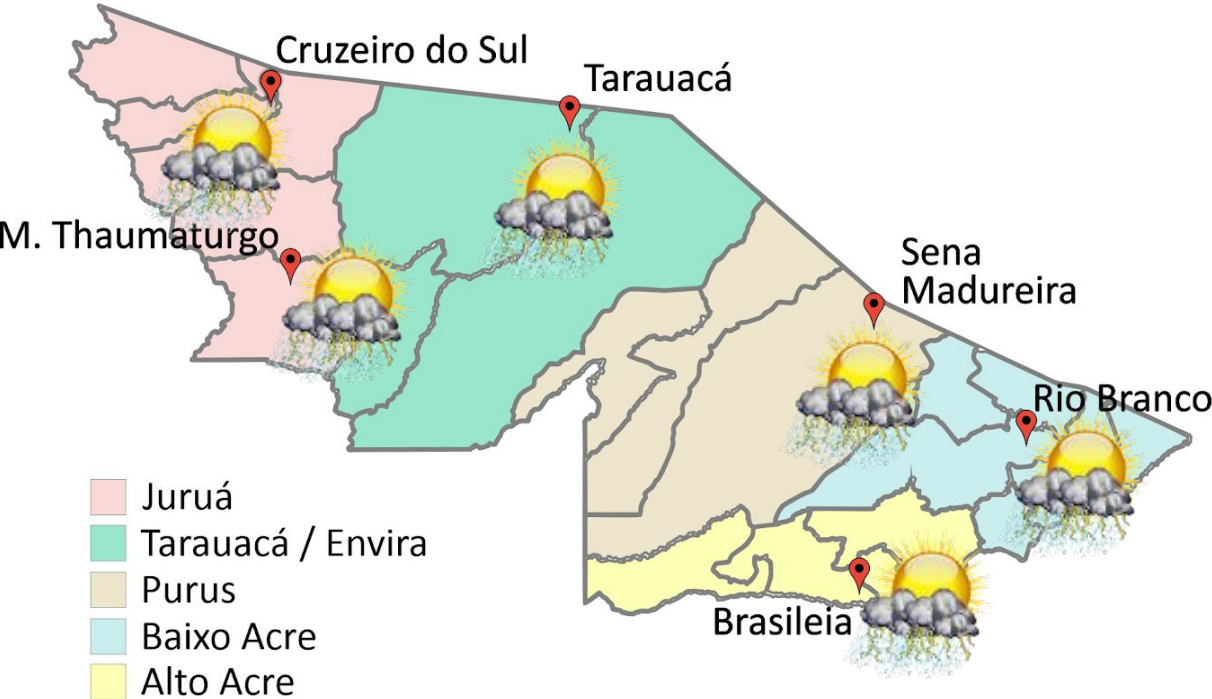 Cruzeiro do Sul
Tarauacá
M. Thaumaturgo
Sena
Madureira
Rio Branco
Brasileia
Juruá
Tarauacá / Envira
Purus
Baixo Acre
Alto Acre